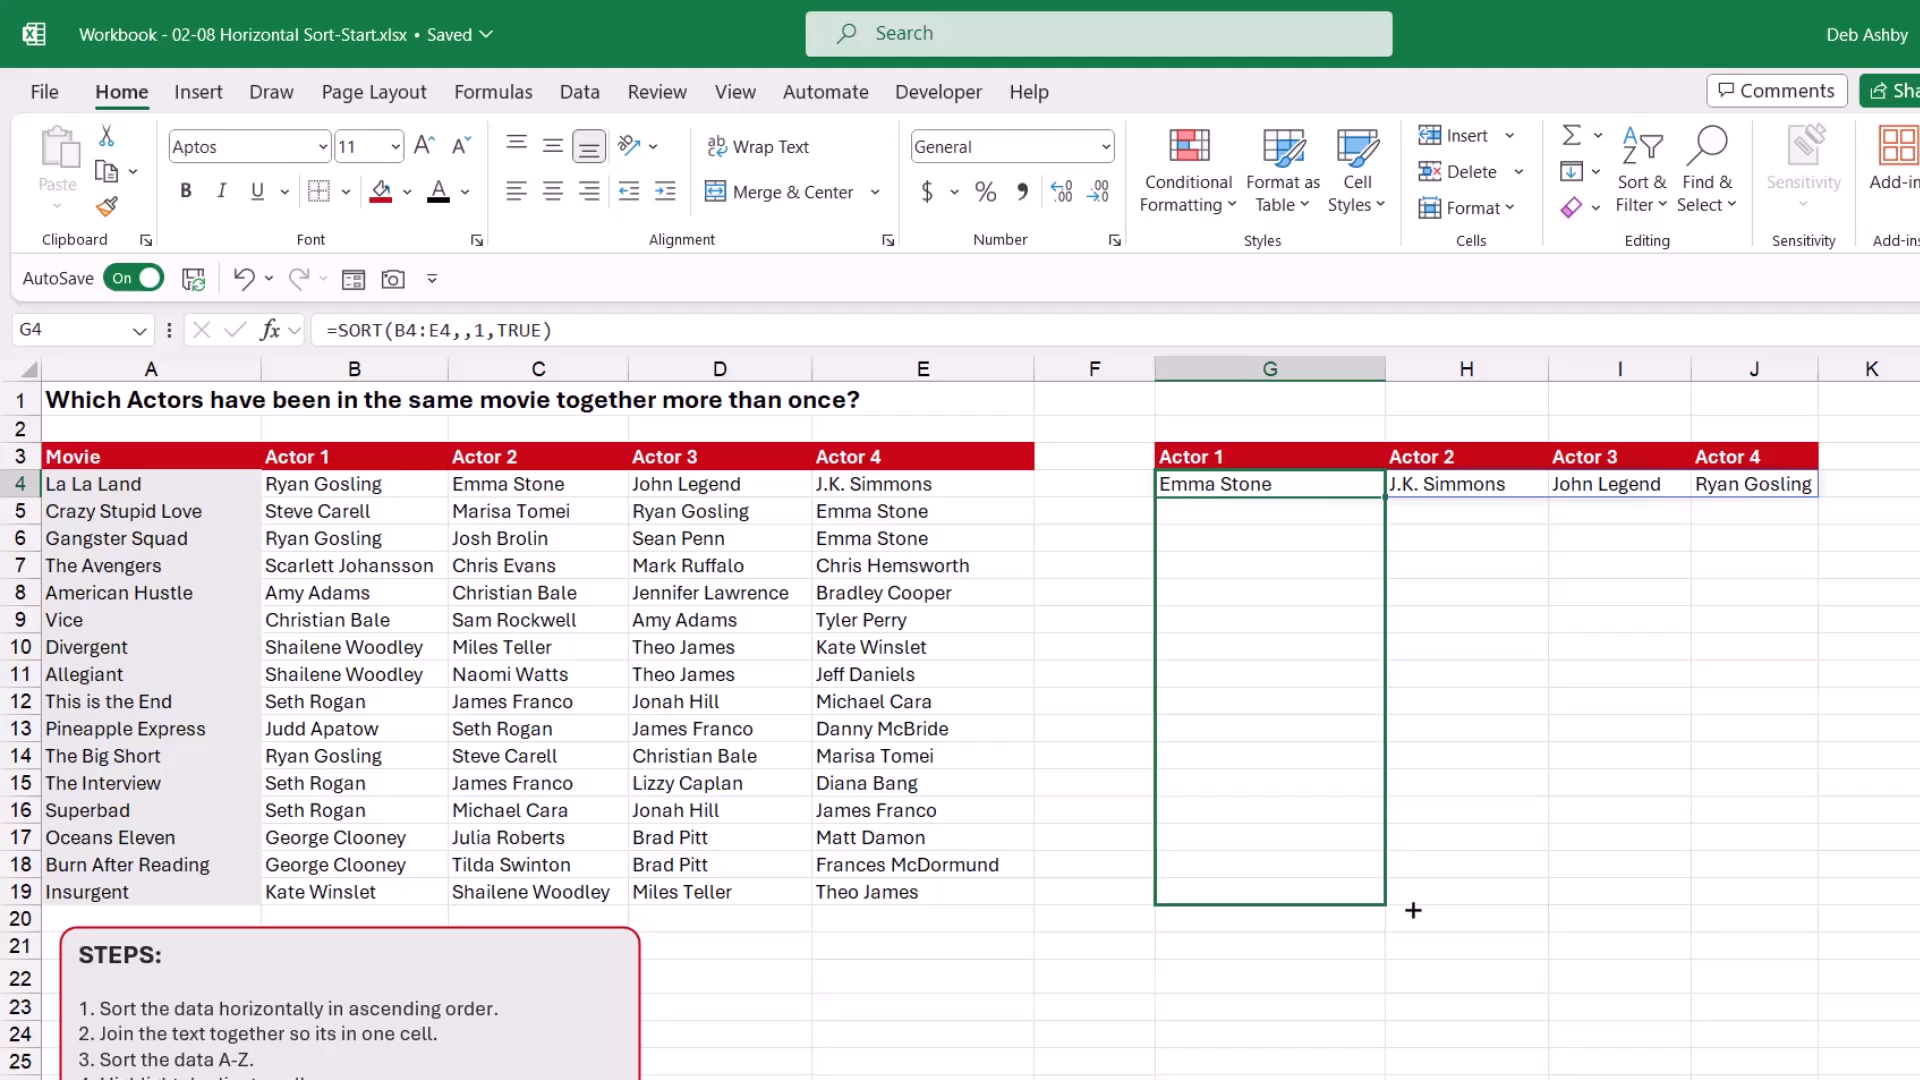 Workbook - 02-08 Horizontal Sort-Start.xlsx • Saved
Search
Deb Ashby
File Home Insert Draw Page Layout Formulas Data Review View Automate Developer Help
Comments
Paste
Clipboard
Aptos 11
B I U
Font
Wrap Text
Merge & Center
Alignment
General
$ % 9
Number
Conditional Formatting
Format as Table
Cell Styles
Styles
Insert
Delete
Format
Cells
Sort & Filter
Find & Select
Editing
Sensitivity
Sensitivity
AutoSave On
G4
fx =SORT(B4:E4,,1,TRUE)
A B C D E F G H I J K
1 Which Actors have been in the same movie together more than once?
2
3 Movie Actor 1 Actor 2 Actor 3 Actor 4 Actor 1 Actor 2 Actor 3 Actor 4
4 La La Land Ryan Gosling Emma Stone John Legend J.K. Simmons Emma Stone J.K. Simmons John Legend Ryan Gosling
5 Crazy Stupid Love Steve Carell Marisa Tomei Ryan Gosling Emma Stone
6 Gangster Squad Ryan Gosling Josh Brolin Sean Penn Emma Stone
7 The Avengers Scarlett Johansson Chris Evans Mark Ruffalo Chris Hemsworth
8 American Hustle Amy Adams Christian Bale Jennifer Lawrence Bradley Cooper
9 Vice Christian Bale Sam Rockwell Amy Adams Tyler Perry
10 Divergent Shailene Woodley Miles Teller Theo James Kate Winslet
11 Allegiant Shailene Woodley Naomi Watts Theo James Jeff Daniels
12 This is the End Seth Rogan James Franco Jonah Hill Michael Cara
13 Pineapple Express Judd Apatow Seth Rogan James Franco Danny McBride
14 The Big Short Ryan Gosling Steve Carell Christian Bale Marisa Tomei
15 The Interview Seth Rogan James Franco Lizzy Caplan Diana Bang
16 Superbad Seth Rogan Michael Cara Jonah Hill James Franco
17 Oceans Eleven George Clooney Julia Roberts Brad Pitt Matt Damon
18 Burn After Reading George Clooney Tilda Swinton Brad Pitt Frances McDormund
19 Insurgent Kate Winslet Shailene Woodley Miles Teller Theo James
20
21
22
23
24
25
STEPS:
1. Sort the data horizontally in ascending order.
2. Join the text together so its in one cell.
3. Sort the data A-Z.